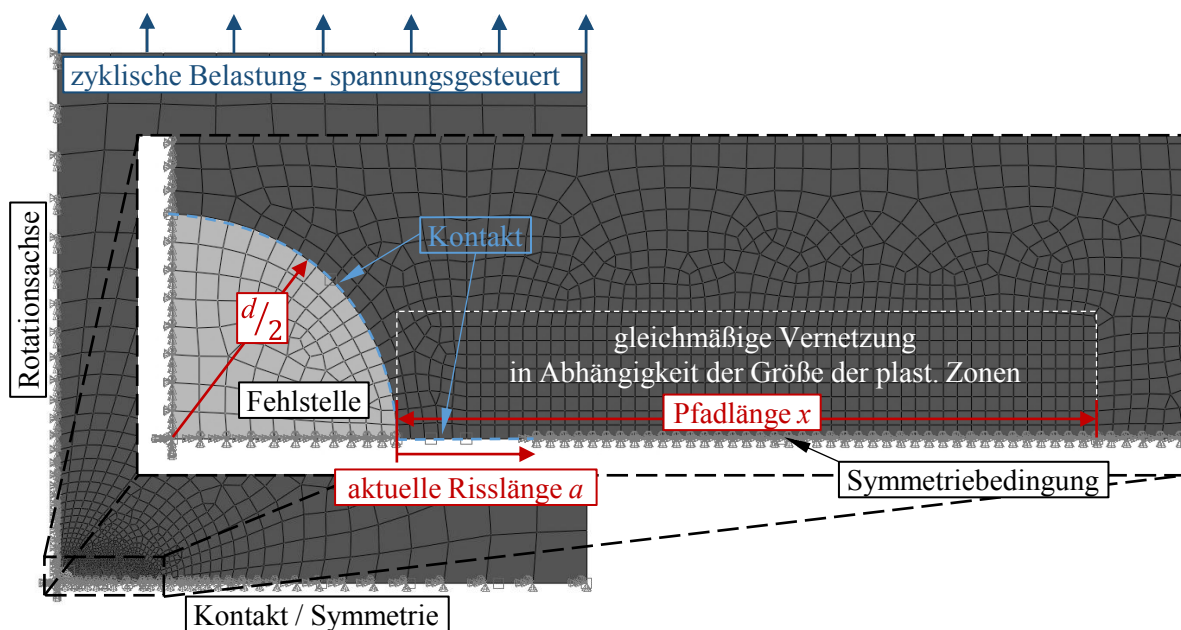 zyklische Belastung - spannungsgesteuert
Rotationsachse
Kontakt
d/2
gleichmäßige Vernetzung
in Abhängigkeit der Größe der plast. Zonen
Fehlstelle
Pfadlänge x
aktuelle Risslänge a
Symmetriebedingung
Kontakt / Symmetrie